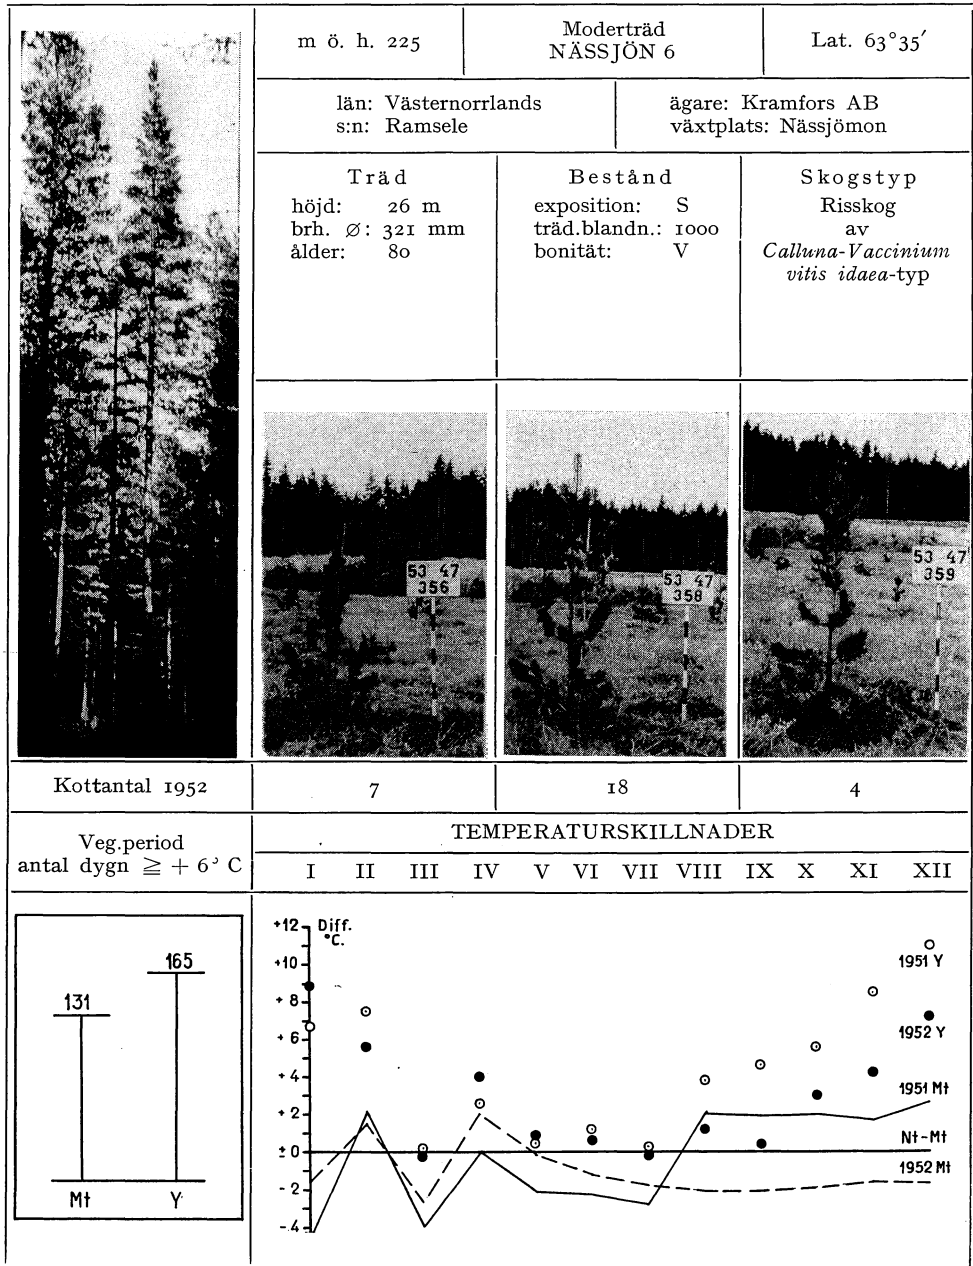 m ö. h. 225
Moderträd
NÄSSJÖN 6
Lat. 63°35′
län: Västernorrlands
s:n: Ramsele
ägare: Kramfors AB
växtplats: Nässjömon
Träd
höjd: 26 m
brh. Ø: 321 mm
ålder: 80
Bestånd
exposition: S
träd.blandn.: 1000
bonität: V
Skogstyp
Risskog
av
Calluna-Vaccinium
vitis idaea-typ
53 47
356
53 47
358
53 47
359
Kottantal 1952 7 18 4
Veg.period
antal dygn ≧ + 6° C
TEMPERATURSKILLNADER
I II III IV V VI VII VIII IX X XI XII
165
131
Mt Y
+12 Diff.
°C.
+10
+8
+6
+4
+2
±0
-2
-4
1951 Y
1952 Y
1951 Mt
Nt-Mt
1952 Mt